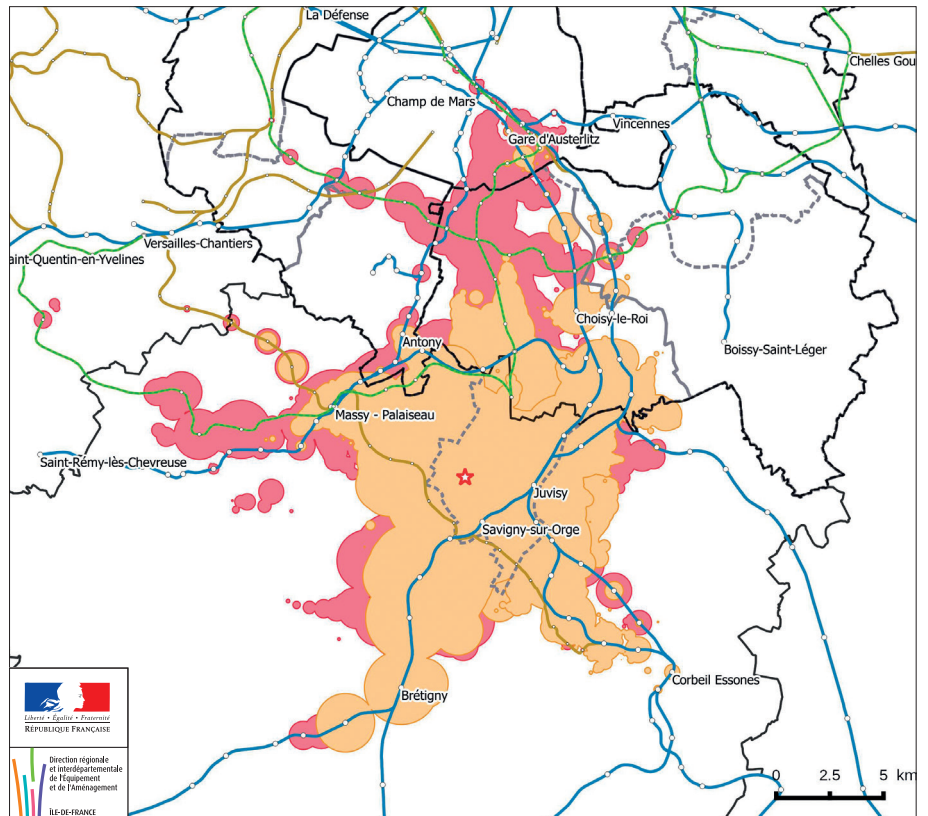 La Défense
Chelles Gou
Champ de Mars
Vincennes
Gare d'Austerlitz
Versailles-Chantiers
aint-Quentin-en-Yvelines
Choisy-le-Roi
Antony
Boissy-Saint-Léger
Massy - Palaiseau
Saint-Rémy-lès-Chevreuse
Juvisy
Savigny-sur-Orge
Corbeil Essones
Brétigny
Liberté • Égalité • Fraternité
RÉPUBLIQUE FRANÇAISE
Direction régionale
et interdépartementale
de l'Équipement
et de l'Aménagement
ÎLE-DE-FRANCE
0 2.5 5 km